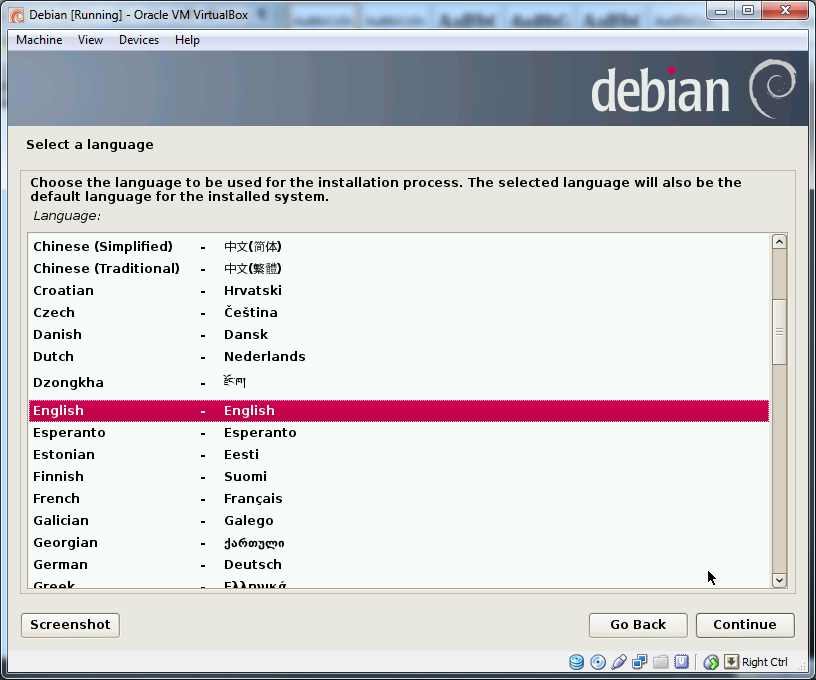 Debian [Running] - Oracle VM VirtualBox
Machine View Devices Help
debian
Select a language
Choose the language to be used for the installation process. The selected language will also be the
default language for the installed system.
Language:
Chinese (Simplified) - 中文(简体)
Chinese (Traditional) - 中文(繁體)
Croatian - Hrvatski
Czech - Čeština
Danish - Dansk
Dutch - Nederlands
Dzongkha - རྫོང་ཁ།
English - English
Esperanto - Esperanto
Estonian - Eesti
Finnish - Suomi
French - Français
Galician - Galego
Georgian - ქართული
German - Deutsch
Greek - Ελληνικά
Screenshot Go Back Continue
Right Ctrl